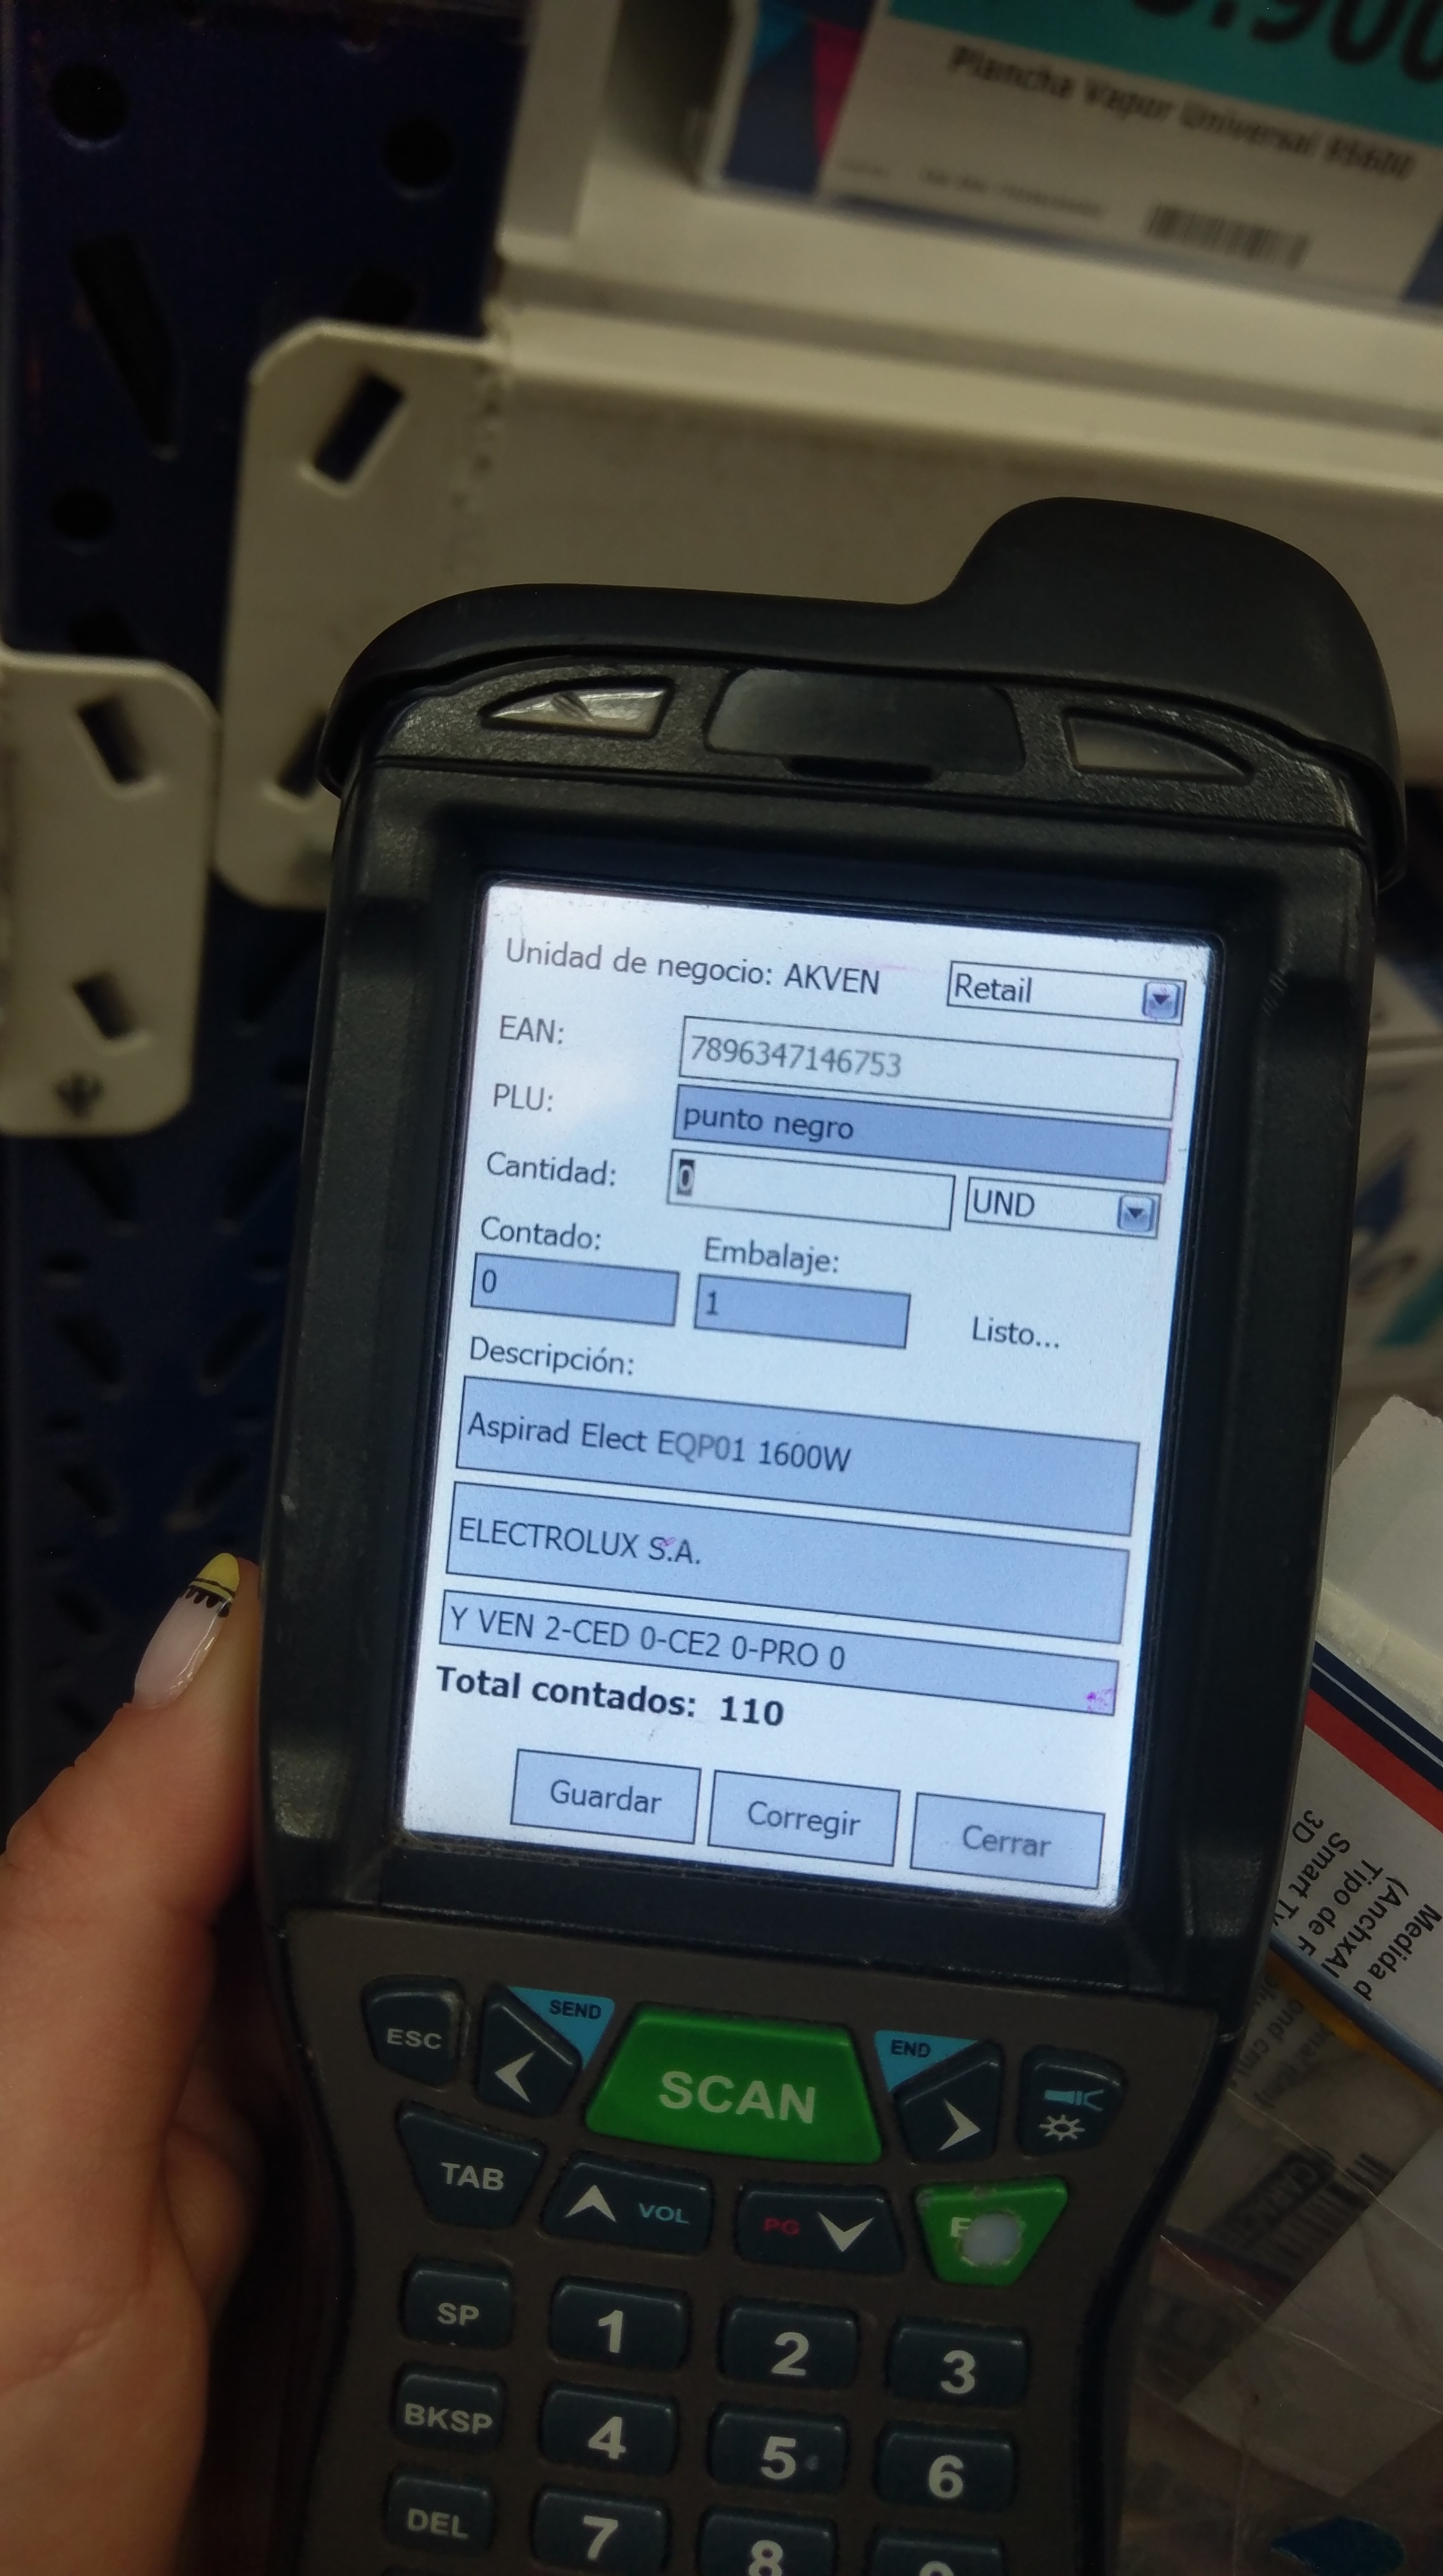 .900
Plancha Vapor Universal
Unidad de negocio: AKVEN
Retail
EAN:
7896347146753
PLU:
punto negro
Cantidad:
0
UND
Contado:
Embalaje:
0
1
Listo...
Descripción:
Aspirad Elect EQP01 1600W
ELECTROLUX S.A.
Y VEN 2-CED 0-CE2 0-PRO 0
Total contados: 110
Guardar
Corregir
Cerrar
Medida d
(AnchxAl
Tipo de F
Smart Tv
3D
ESC
SEND
SCAN
END
TAB
VOL
PG
SP
1
2
3
BKSP
4
5
6
DEL
7
8